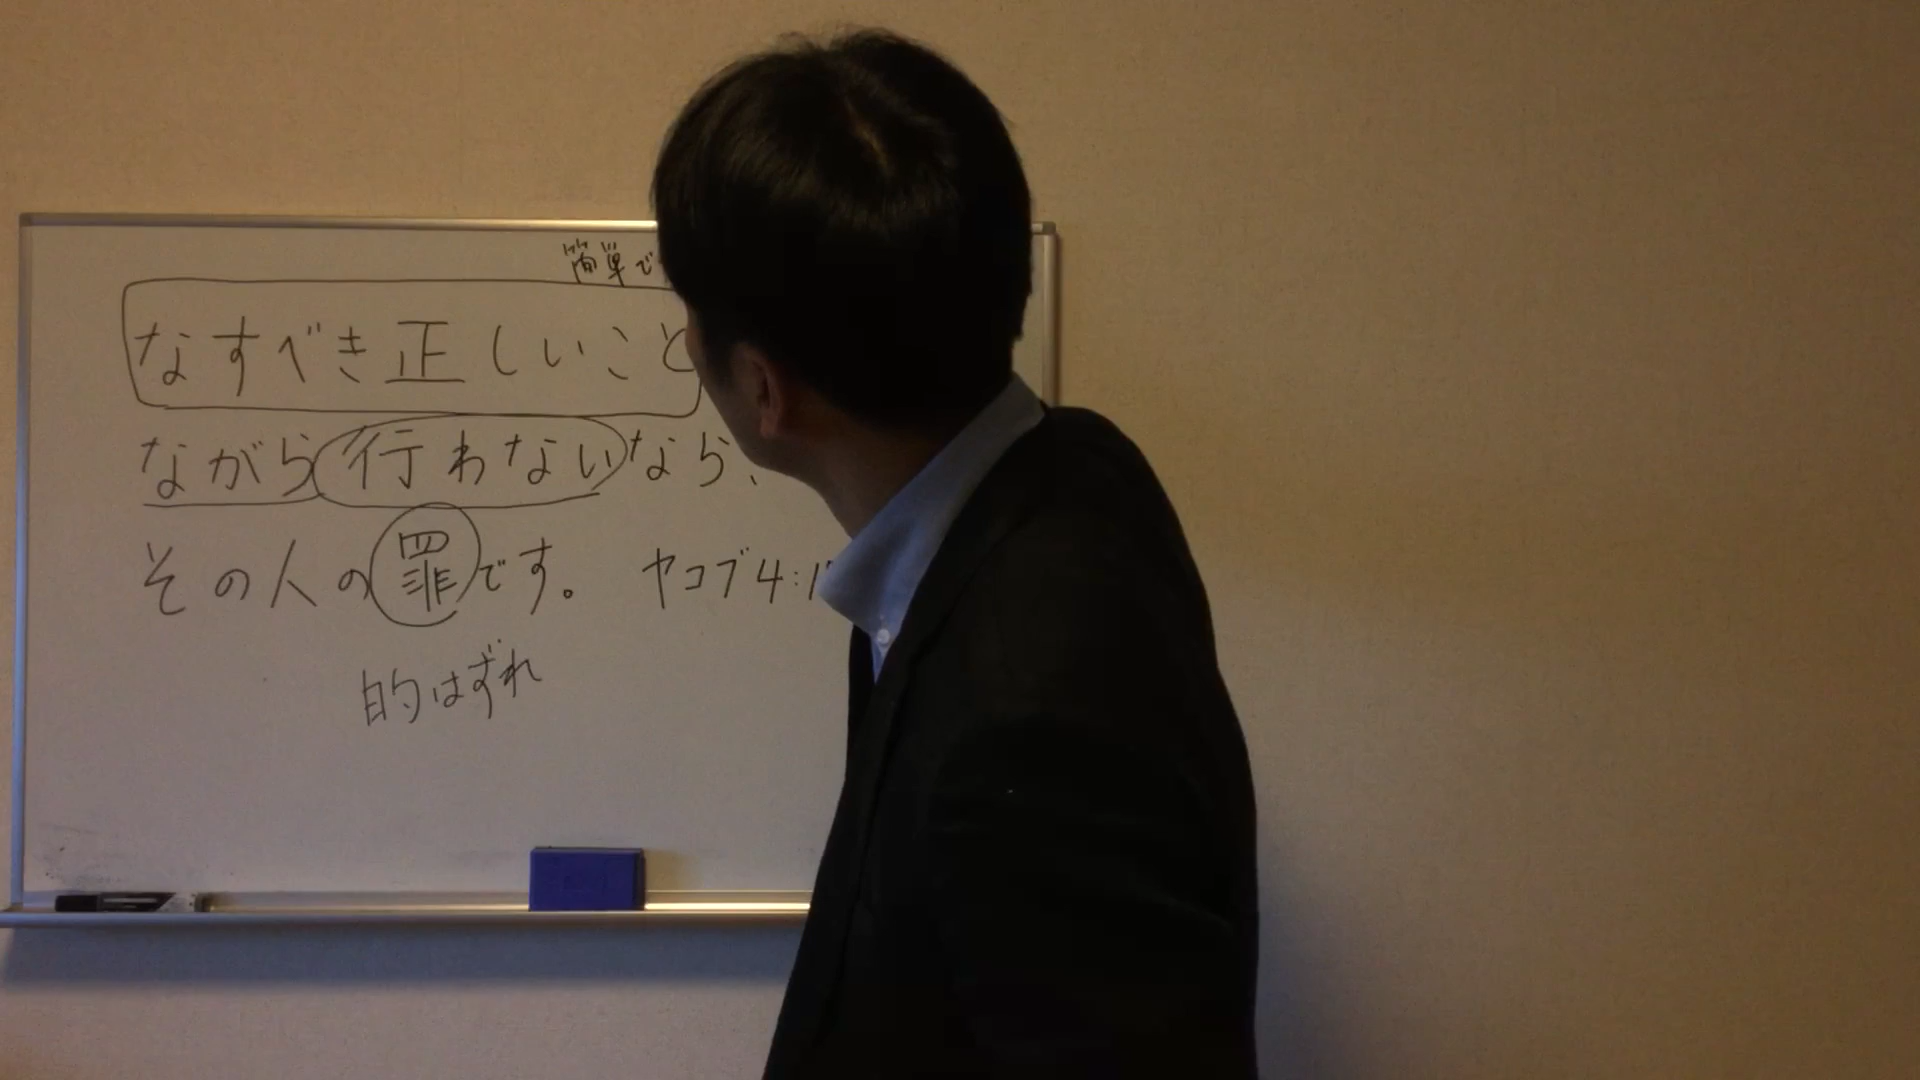 簡単で
なすべき正しいこと
ながら行わないなら、
その人の罪です。 ヤコブ4:1
的はずれ